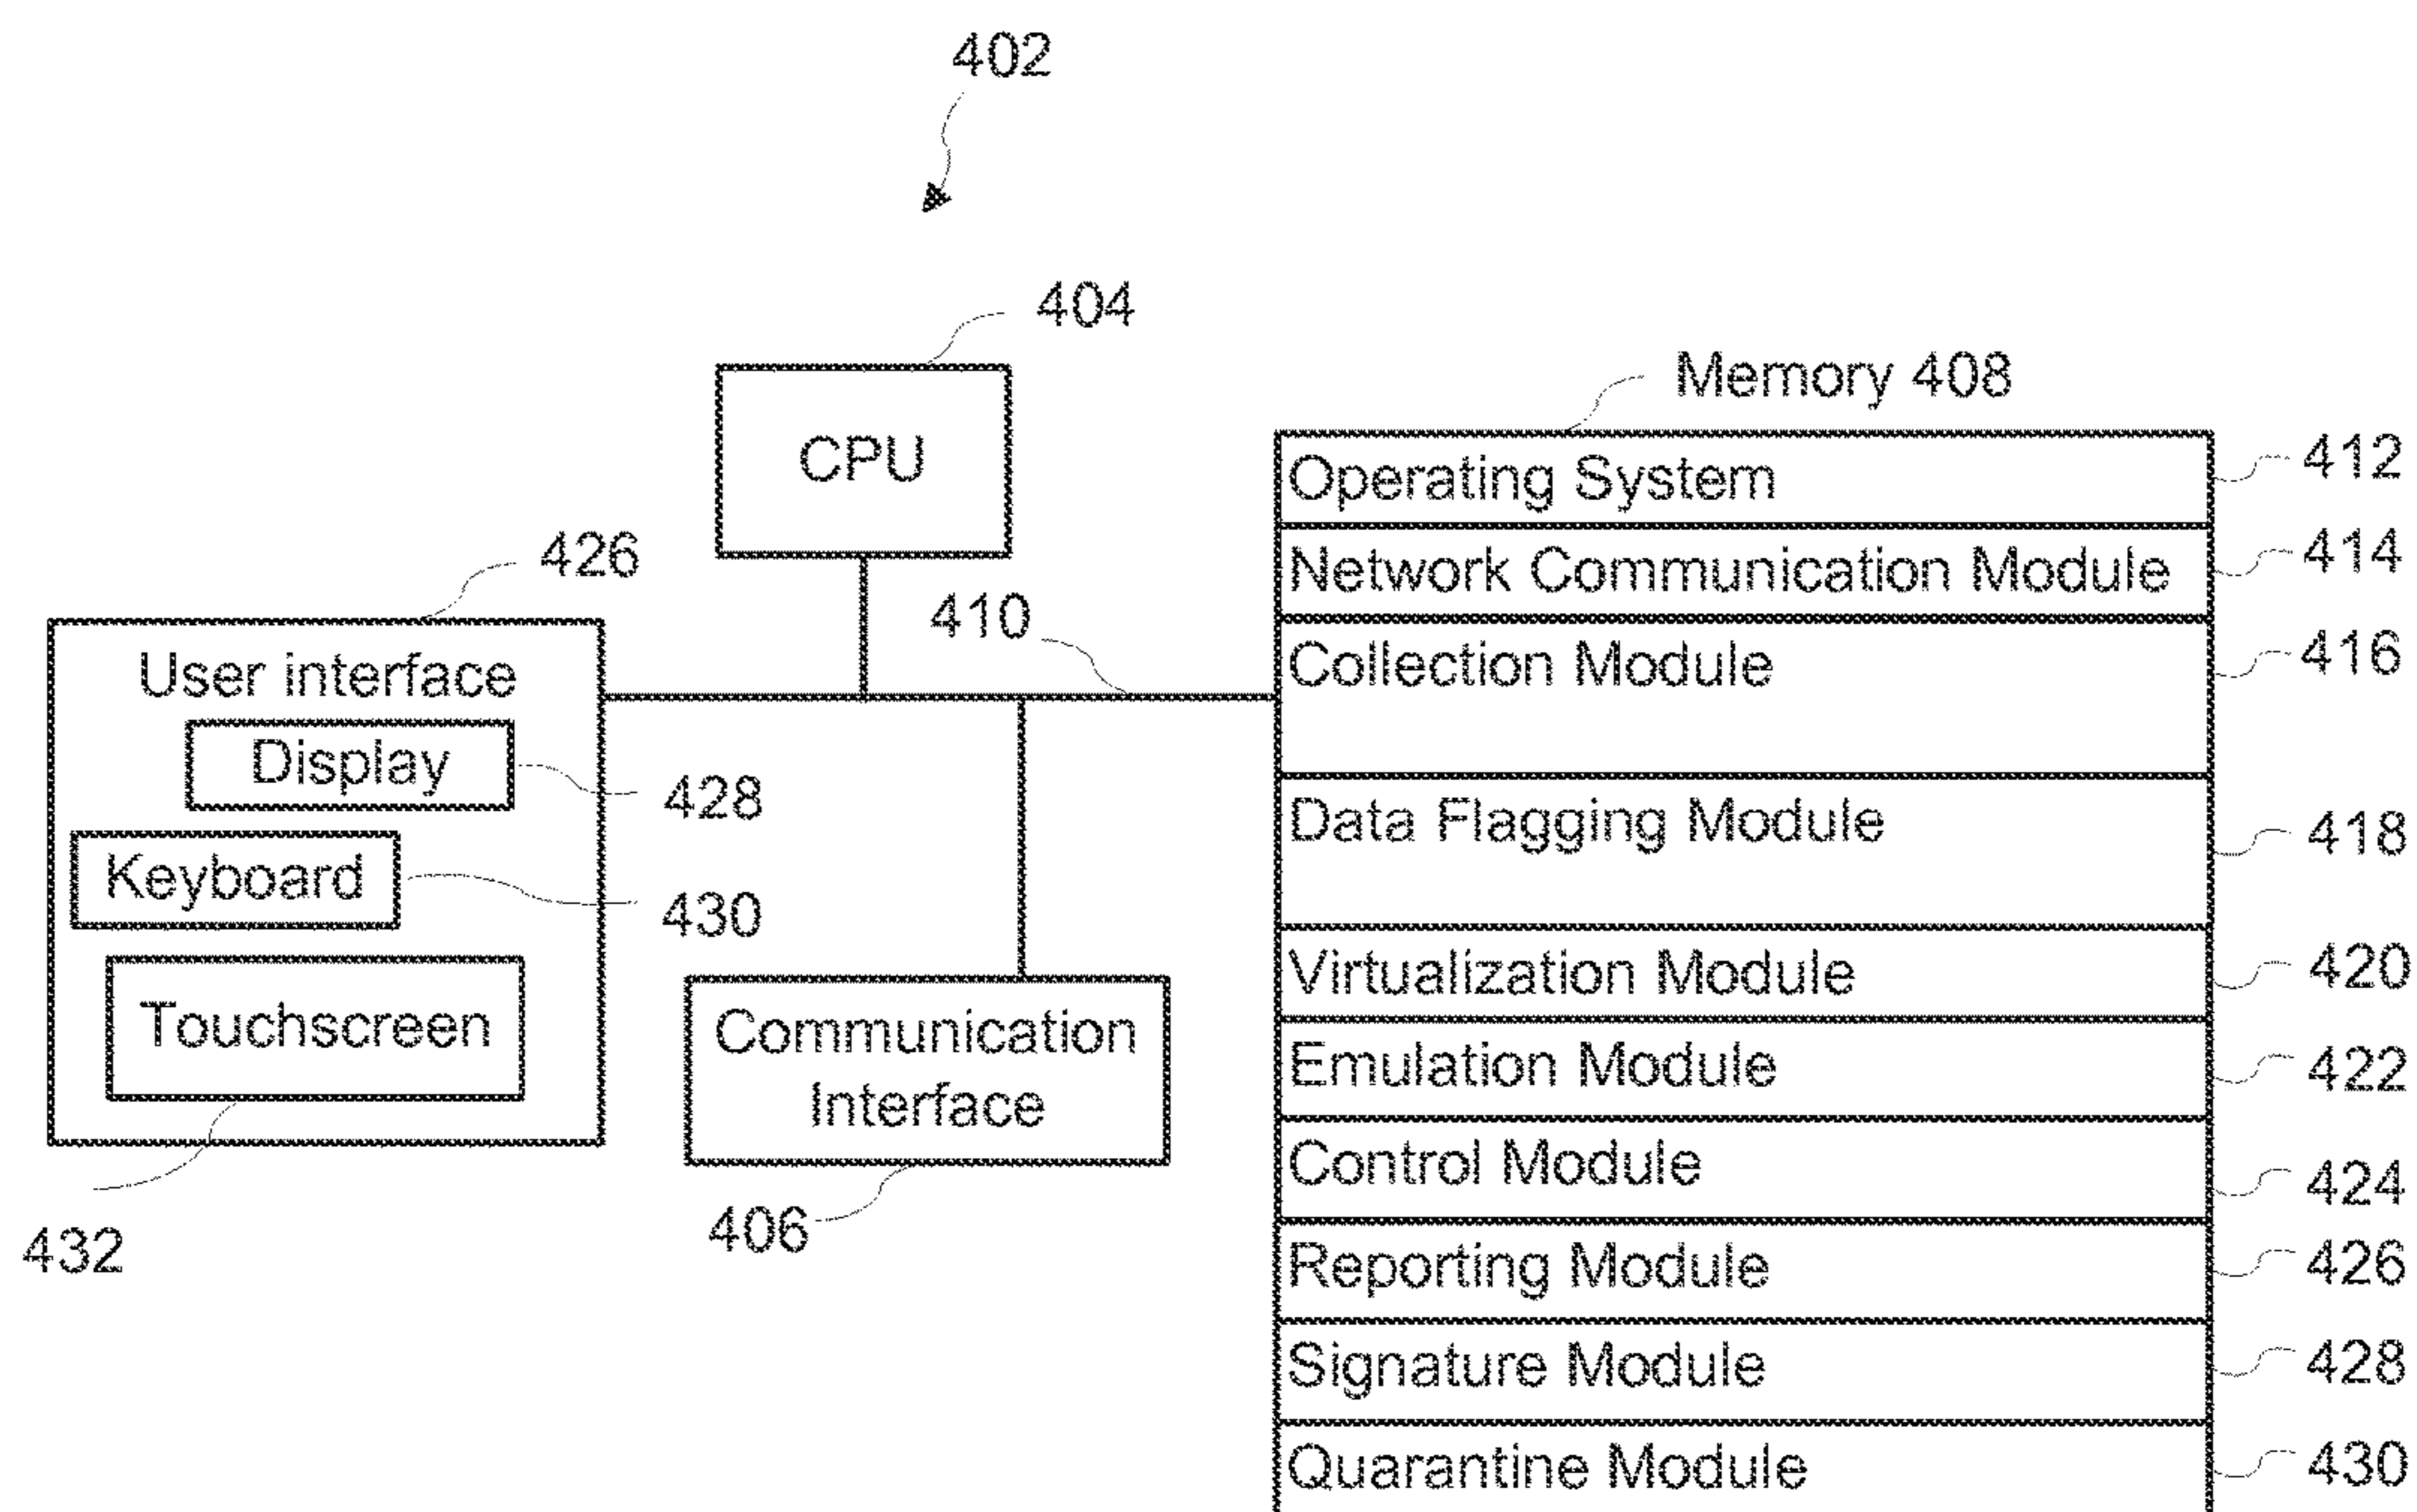 402
404
CPU
Memory 408
Operating System 412
Network Communication Module 414
Collection Module 416
Data Flagging Module 418
Virtualization Module 420
Emulation Module 422
Control Module 424
Reporting Module 426
Signature Module 428
Quarantine Module 430
426
User interface
Display
428
Keyboard
430
Touchscreen
432
410
Communication
Interface
406